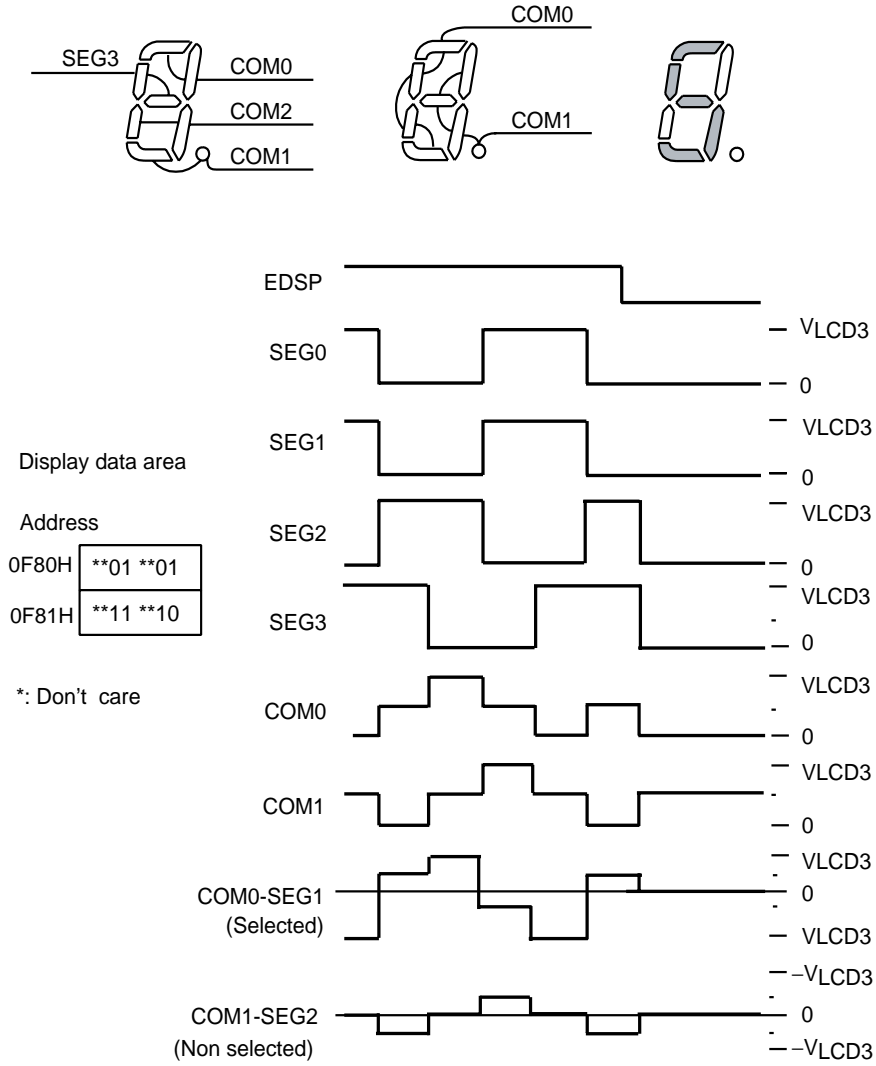 COM0
SEG3
COM0
COM2
COM1
COM1
EDSP
VLCD3
SEG0
0
VLCD3
SEG1
0
Display data area
VLCD3
Address
SEG2
0F80H **01 **01
0
VLCD3
0F81H **11 **10
SEG3
-
0
*: Don't care
VLCD3
COM0
-
0
VLCD3
-
COM1
0
VLCD3
-
COM0-SEG1
0
(Selected)
-
VLCD3
−VLCD3
-
COM1-SEG2
0
-
(Non selected)
−VLCD3